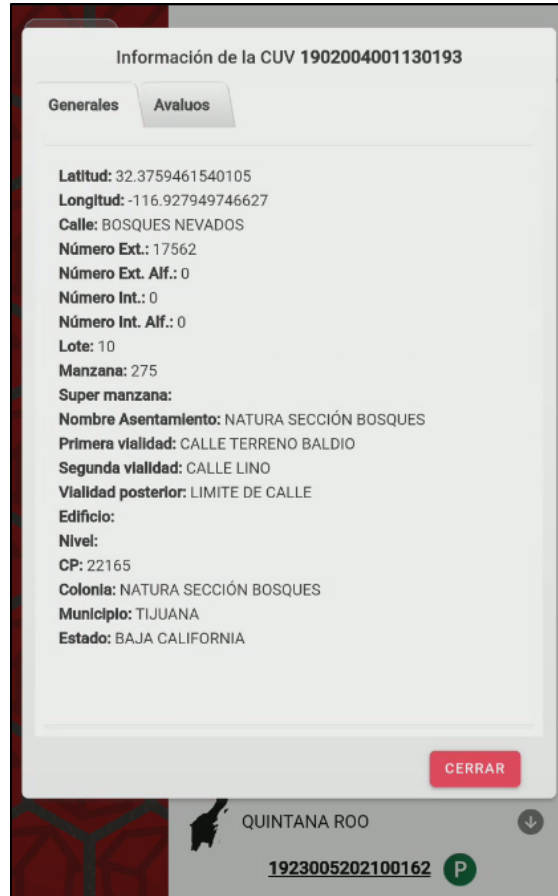 Información de la CUV 1902004001130193
Generales Avaluos
Latitud: 32.3759461540105
Longitud: -116.927949746627
Calle: BOSQUES NEVADOS
Número Ext.: 17562
Número Ext. Alf.: 0
Número Int.: 0
Número Int. Alf.: 0
Lote: 10
Manzana: 275
Super manzana:
Nombre Asentamiento: NATURA SECCIÓN BOSQUES
Primera vialidad: CALLE TERRENO BALDIO
Segunda vialidad: CALLE LINO
Vialidad posterior: LIMITE DE CALLE
Edificio:
Nivel:
CP: 22165
Colonia: NATURA SECCIÓN BOSQUES
Municipio: TIJUANA
Estado: BAJA CALIFORNIA
CERRAR
QUINTANA ROO
1923005202100162 P